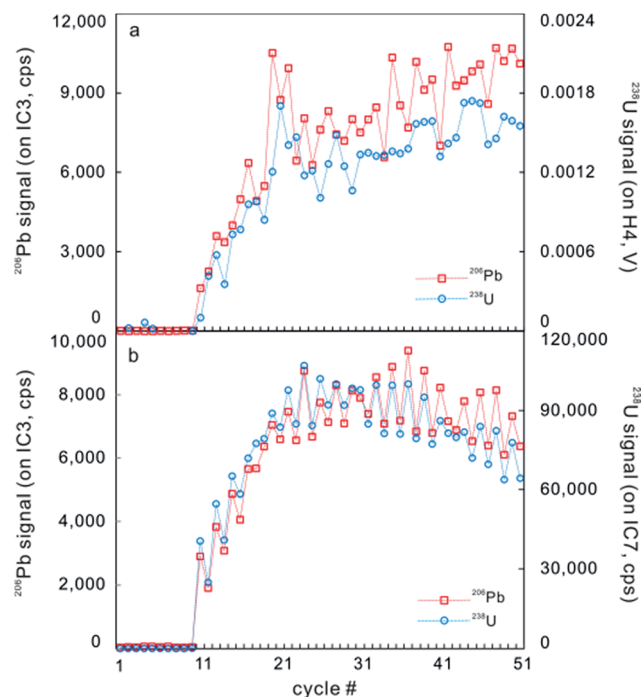 a
12,000
9,000
6,000
3,000
0
²⁰⁶Pb signal (on IC3, cps)
0.0024
0.0018
0.0012
0.0006
0
²³⁸U signal (on H4, V)
²⁰⁶Pb
²³⁸U
b
10,000
8,000
6,000
4,000
2,000
0
²⁰⁶Pb signal (on IC3, cps)
120,000
90,000
60,000
30,000
0
²³⁸U signal (on IC7, cps)
²⁰⁶Pb
²³⁸U
1 11 21 31 41 51
cycle #